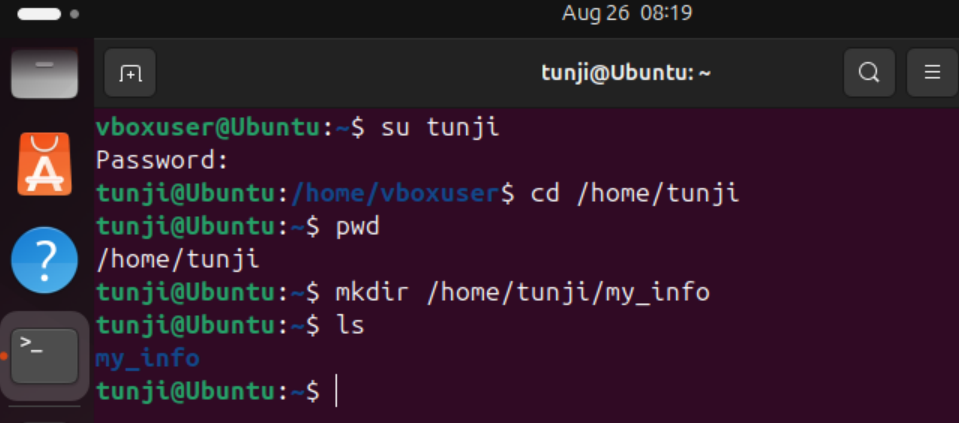 Aug 26 08:19
tunji@Ubuntu: ~
vboxuser@Ubuntu:~$ su tunji
Password:
tunji@Ubuntu:/home/vboxuser$ cd /home/tunji
tunji@Ubuntu:~$ pwd
/home/tunji
tunji@Ubuntu:~$ mkdir /home/tunji/my_info
tunji@Ubuntu:~$ ls
my_info
tunji@Ubuntu:~$